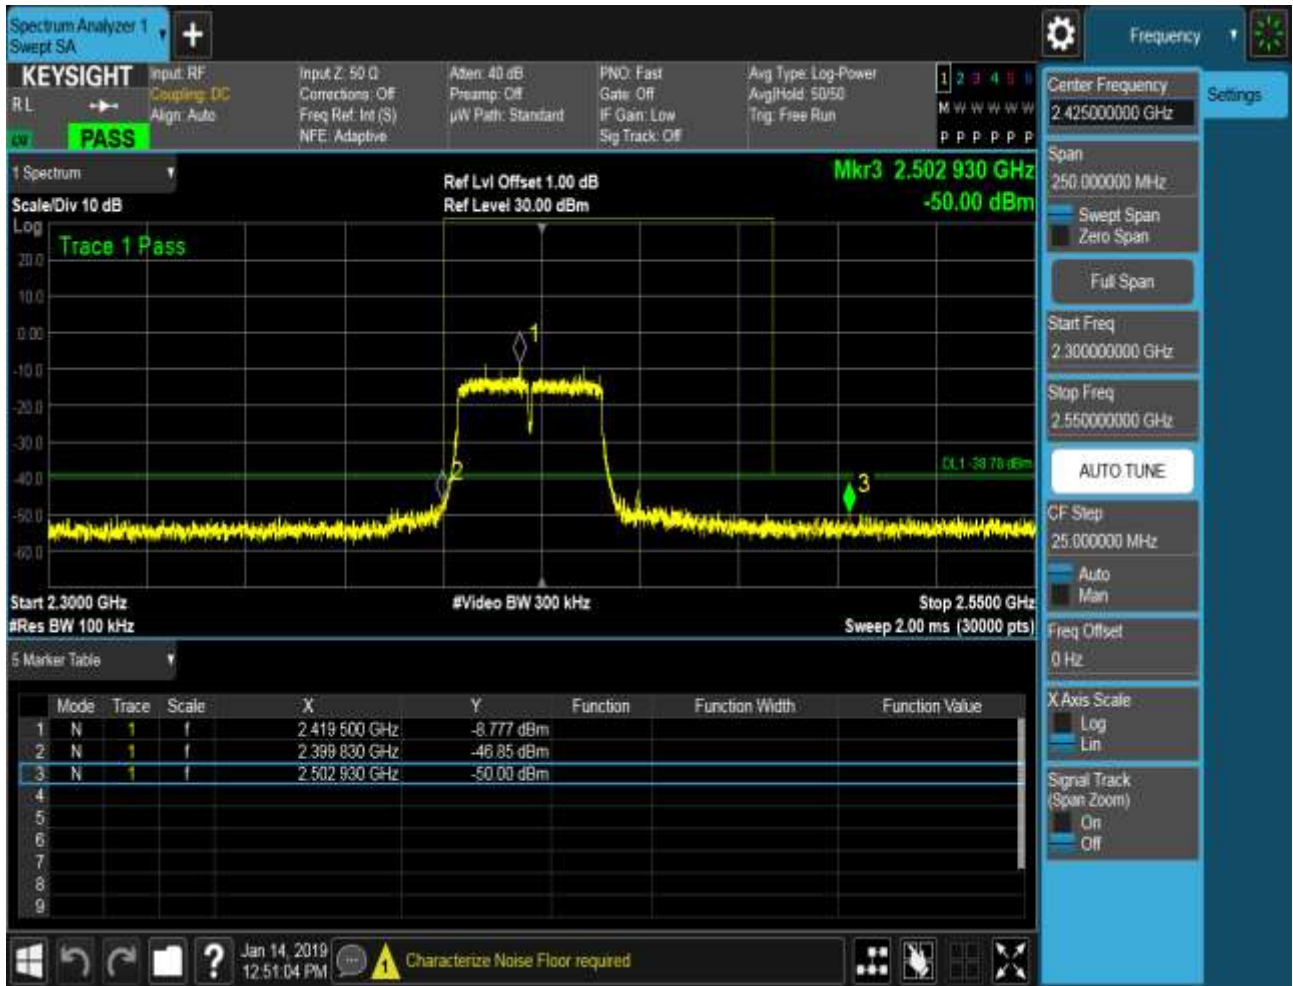 Spectrum Analyzer 1
Swept SA
+
Frequency
KEYSIGHT
R L
PASS
Input: RF
Coupling: DC
Align: Auto
Input Z: 50 Ω
Corrections: Off
Freq Ref: Int (S)
NFE: Adaptive
Atten: 40 dB
Preamp: Off
µW Path: Standard
PNO: Fast
Gate: Off
IF Gain: Low
Sig Track: Off
Avg Type: Log-Power
Avg|Hold: 50/50
Trig: Free Run
1 2 3 4 5 6
M W W W W W
P P P P P P
1 Spectrum
Scale/Div 10 dB
Ref Lvl Offset 1.00 dB
Ref Level 30.00 dBm
Mkr3 2.502 930 GHz
-50.00 dBm
Log
Trace 1 Pass
20.0
10.0
0.00
-10.0
-20.0
-30.0
-40.0
-50.0
-60.0
1
2
3
DL1 -38.78 dBm
Start 2.3000 GHz
#Res BW 100 kHz
#Video BW 300 kHz
Stop 2.5500 GHz
Sweep 2.00 ms (30000 pts)
5 Marker Table
Mode Trace Scale X Y Function Function Width Function Value
1 N 1 f 2.419 500 GHz -8.777 dBm
2 N 1 f 2.399 830 GHz -46.85 dBm
3 N 1 f 2.502 930 GHz -50.00 dBm
4
5
6
7
8
9
Jan 14, 2019
12:51:04 PM
?
1
Characterize Noise Floor required
Center Frequency
2.425000000 GHz
Settings
Span
250.000000 MHz
Swept Span
Zero Span
Full Span
Start Freq
2.300000000 GHz
Stop Freq
2.550000000 GHz
AUTO TUNE
CF Step
25.000000 MHz
Auto
Man
Freq Offset
0 Hz
X Axis Scale
Log
Lin
Signal Track
(Span Zoom)
On
Off